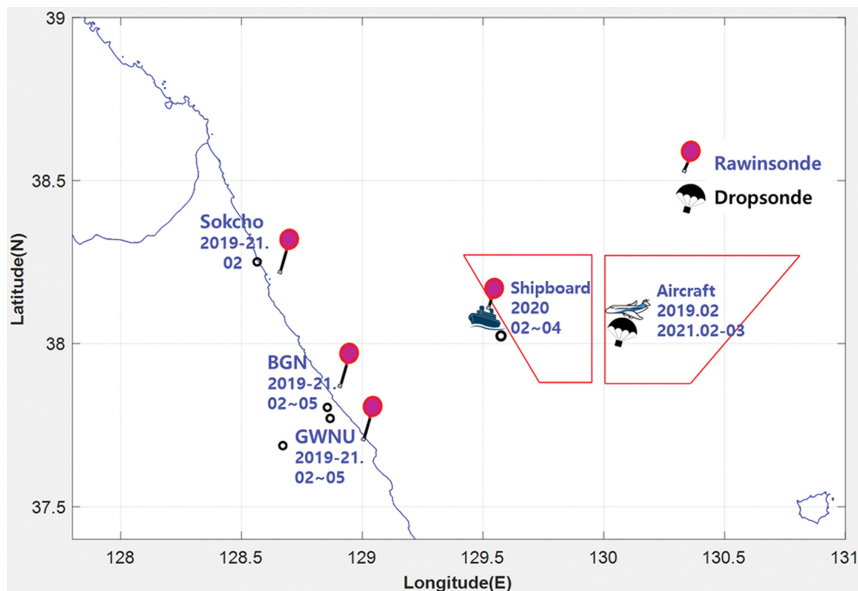 39
38.5
38
37.5
Latitude(N)
Sokcho
2019-21.
02
BGN
2019-21.
02~05
GWNU
2019-21.
02~05
Shipboard
2020
02~04
Aircraft
2019.02
2021.02-03
Rawinsonde
Dropsonde
128
128.5
129
129.5
130
130.5
131
Longitude(E)